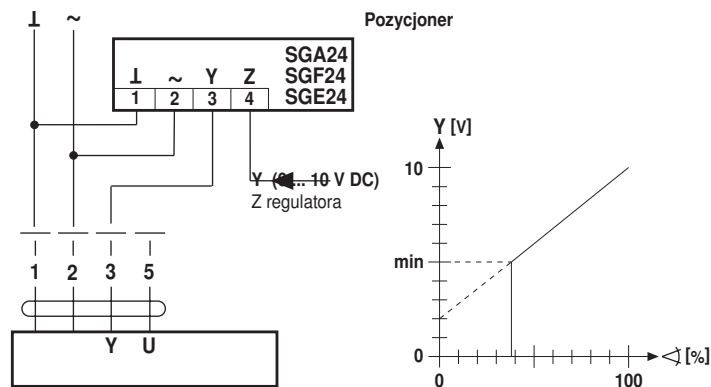 ⊥ ~
Pozycjoner
SGA24
SGF24
SGE24
⊥ ~ Y Z
1 2 3 4
Y (0 ... 10 V DC)
Z regulatora
1 2 3 5
Y U
Y [V]
10
min
0
0 100
[%]